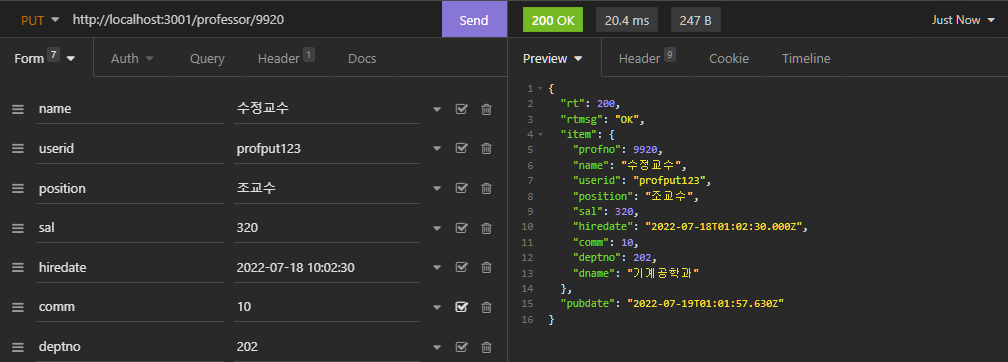 PUT http://localhost:3001/professor/9920 Send
Form 7 Auth Query Header 1 Docs
name 수정교수
userid profput123
position 조교수
sal 320
hiredate 2022-07-18 10:02:30
comm 10
deptno 202
200 OK 20.4 ms 247 B Just Now
Preview Header 9 Cookie Timeline
1 {
2 "rt": 200,
3 "rtmsg": "OK",
4 "item": {
5 "profno": 9920,
6 "name": "수정교수",
7 "userid": "profput123",
8 "position": "조교수",
9 "sal": 320,
10 "hiredate": "2022-07-18T01:02:30.000Z",
11 "comm": 10,
12 "deptno": 202,
13 "dname": "기계공학과"
14 },
15 "pubdate": "2022-07-19T01:01:57.630Z"
16 }